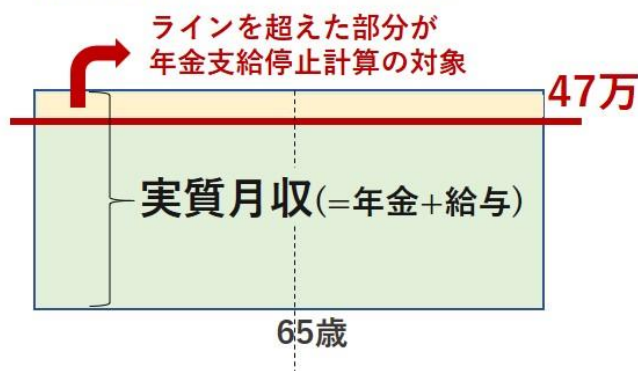 ラインを超えた部分が
年金支給停止計算の対象
47万
実質月収(=年金+給与)
65歳